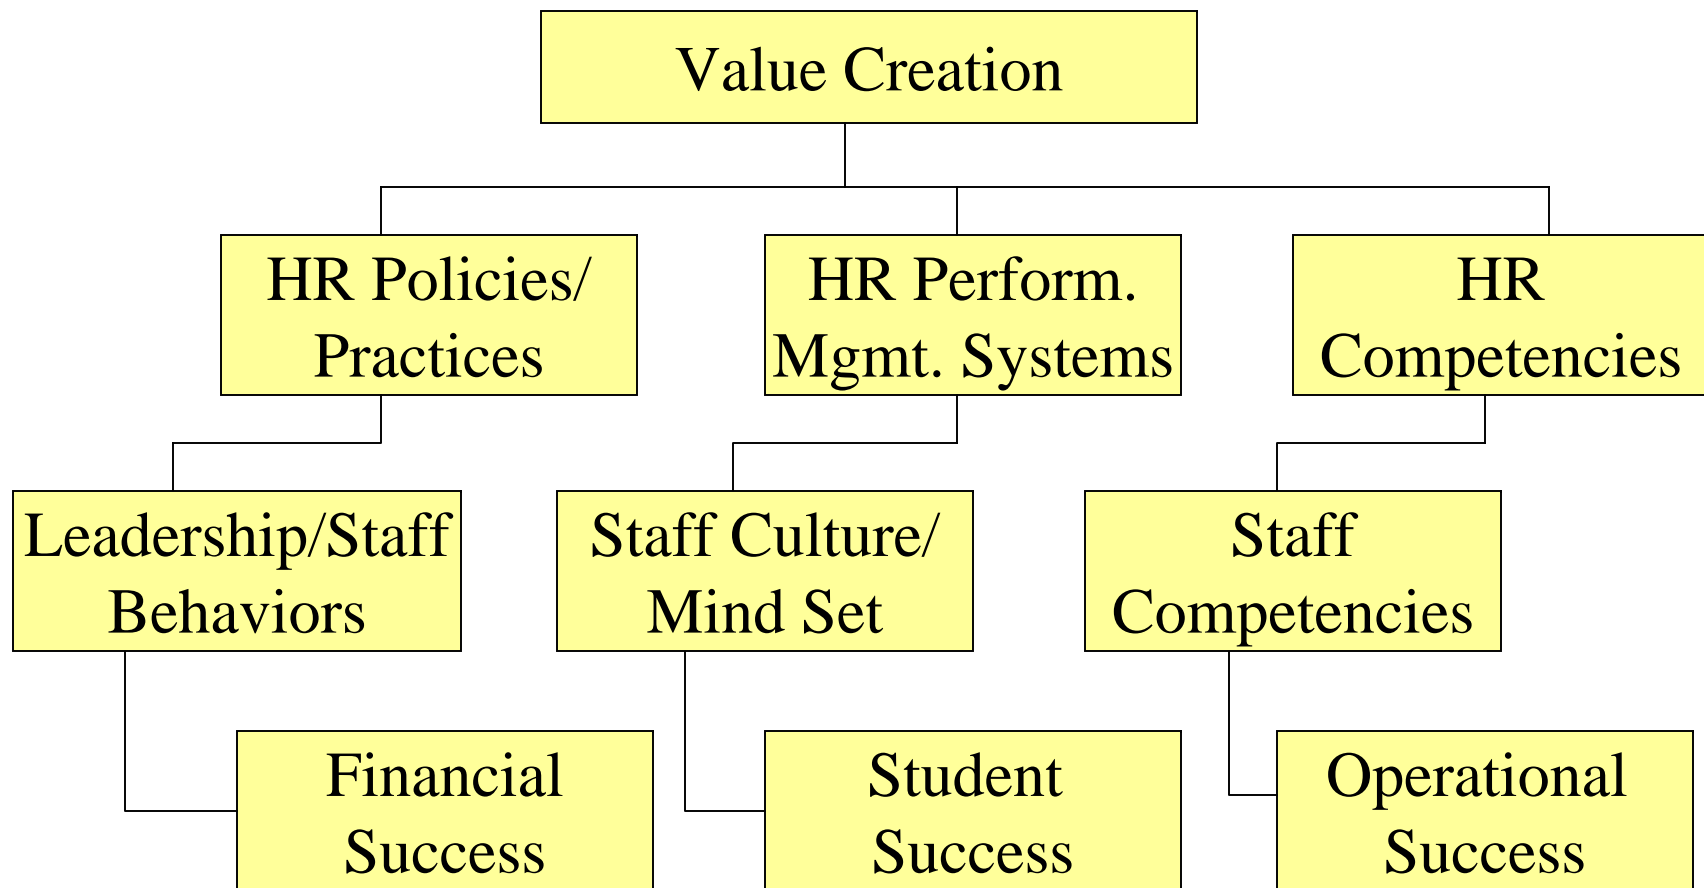 Value Creation
HR Policies/
Practices
HR Perform.
Mgmt. Systems
HR
Competencies
Leadership/Staff
Behaviors
Staff Culture/
Mind Set
Staff
Competencies
Financial
Success
Student
Success
Operational
Success